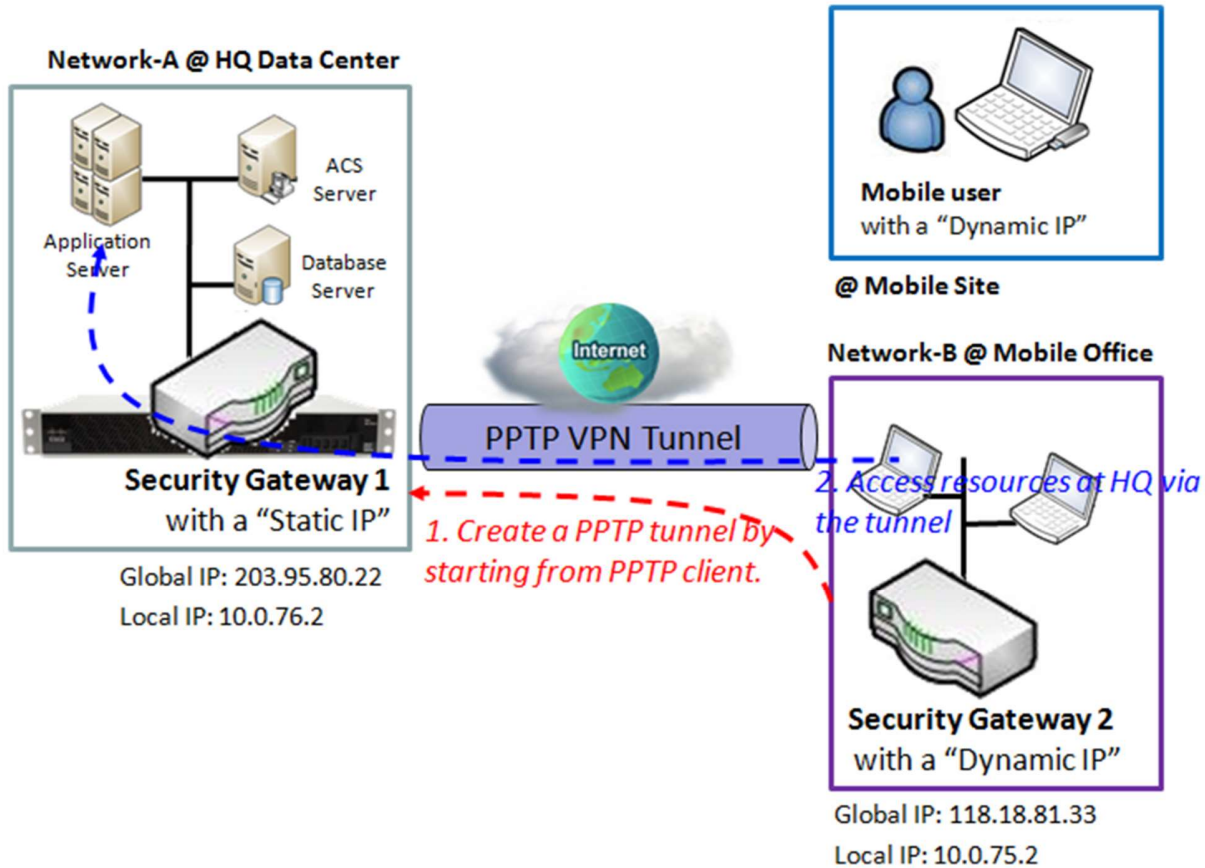 Network-A @ HQ Data Center
ACS
Server
Application
Server
Database
Server
Security Gateway 1
with a “Static IP”
Global IP: 203.95.80.22
Local IP: 10.0.76.2
Internet
PPTP VPN Tunnel
1. Create a PPTP tunnel by
starting from PPTP client.
2. Access resources at HQ via
the tunnel
Mobile user
with a “Dynamic IP”
@ Mobile Site
Network-B @ Mobile Office
Security Gateway 2
with a “Dynamic IP”
Global IP: 118.18.81.33
Local IP: 10.0.75.2